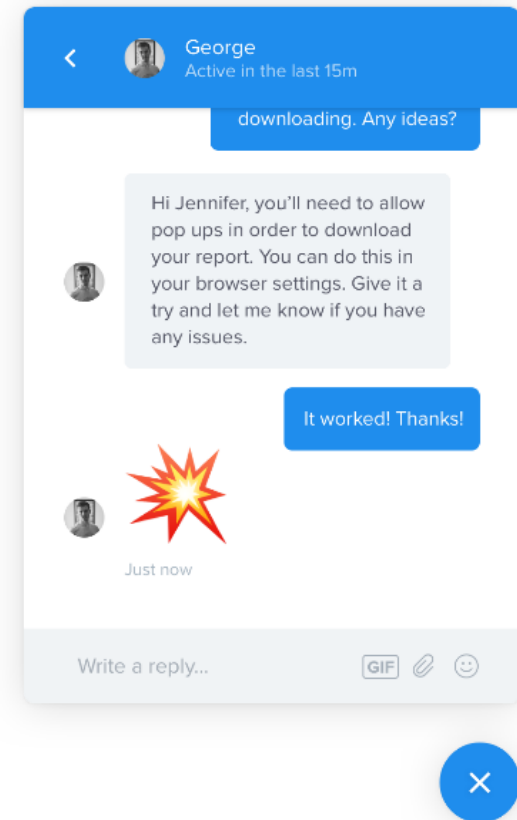 George
Active in the last 15m
downloading. Any ideas?
Hi Jennifer, you’ll need to allow
pop ups in order to download
your report. You can do this in
your browser settings. Give it a
try and let me know if you have
any issues.
It worked! Thanks!
Just now
Write a reply...
GIF